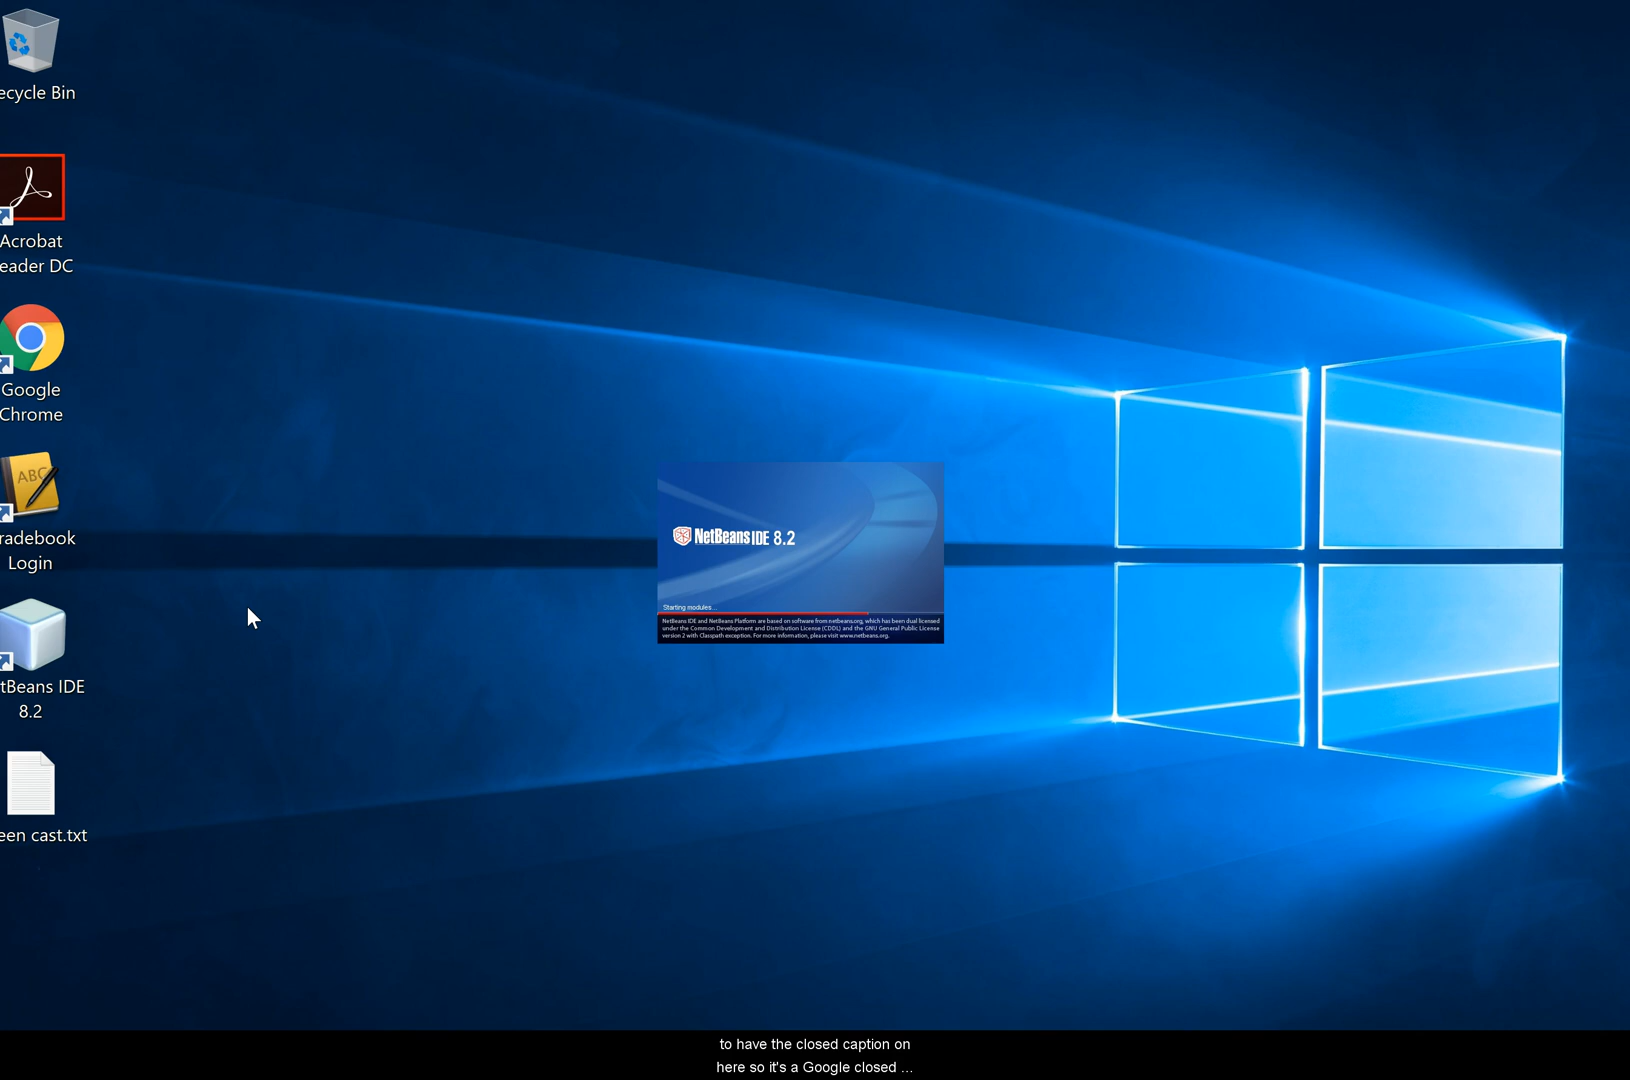 ecycle Bin
Acrobat
eader DC
Google
Chrome
ABC
radebook
Login
tBeans IDE
8.2
een cast.txt
NetBeans IDE 8.2
Starting modules...
NetBeans IDE and NetBeans Platform are based on software from netbeans.org, which has been dual licensed
under the Common Development and Distribution License (CDDL) and the GNU General Public License
version 2 with Classpath exception. For more information, please visit www.netbeans.org.
to have the closed caption on
here so it's a Google closed ...